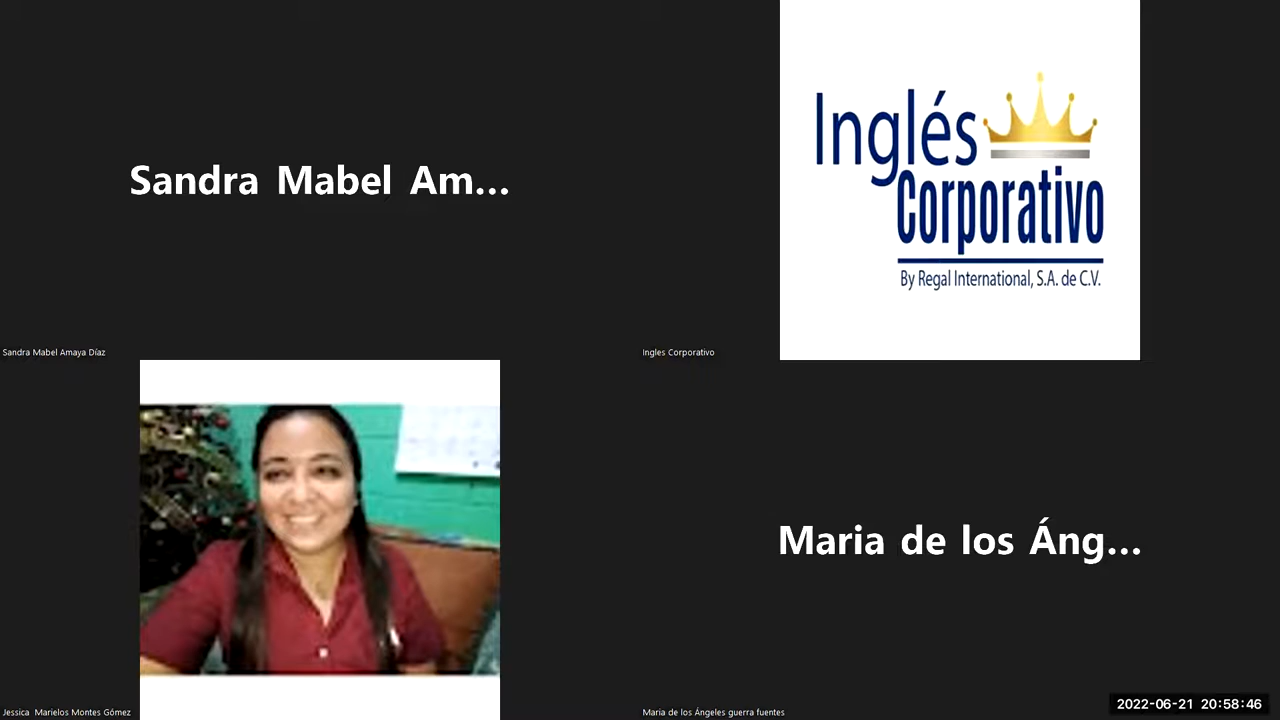 Sandra Mabel Am...
Inglés
Corporativo
By Regal International, S.A. de C.V.
Sandra Mabel Amaya Díaz
Ingles Corporativo
Maria de los Áng...
Jessica  Marielos Montes Gómez
Maria de los Ángeles guerra fuentes
2022-06-21 20:58:46